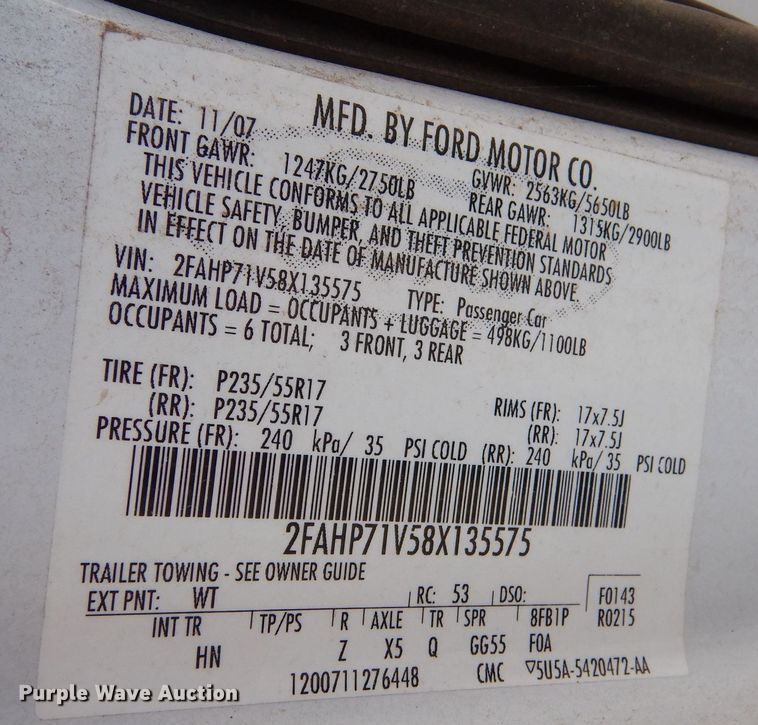 DATE: 11/07 MFD. BY FORD MOTOR CO.
FRONT GAWR: 1247KG/2750LB GVWR: 2563KG/5650LB
REAR GAWR: 1315KG/2900LB
THIS VEHICLE CONFORMS TO ALL APPLICABLE FEDERAL MOTOR
VEHICLE SAFETY, BUMPER, AND THEFT PREVENTION STANDARDS
IN EFFECT ON THE DATE OF MANUFACTURE SHOWN ABOVE.
VIN: 2FAHP71V58X135575 TYPE: Passenger Car
MAXIMUM LOAD = OCCUPANTS + LUGGAGE = 498KG/1100LB
OCCUPANTS = 6 TOTAL; 3 FRONT, 3 REAR
TIRE (FR): P235/55R17 RIMS (FR): 17x7.5J
(RR): P235/55R17 (RR): 17x7.5J
PRESSURE (FR): 240 kPa/ 35 PSI COLD (RR): 240 kPa/ 35 PSI COLD
2FAHP71V58X135575
TRAILER TOWING - SEE OWNER GUIDE
EXT PNT: WT RC: 53 DSO: F0143
INT TR TP/PS R AXLE TR SPR 8FB1P R0215
HN Z X5 Q GG55 FOA
1200711276448 CMC ▽5U5A-5420472-AA
Purple Wave Auction